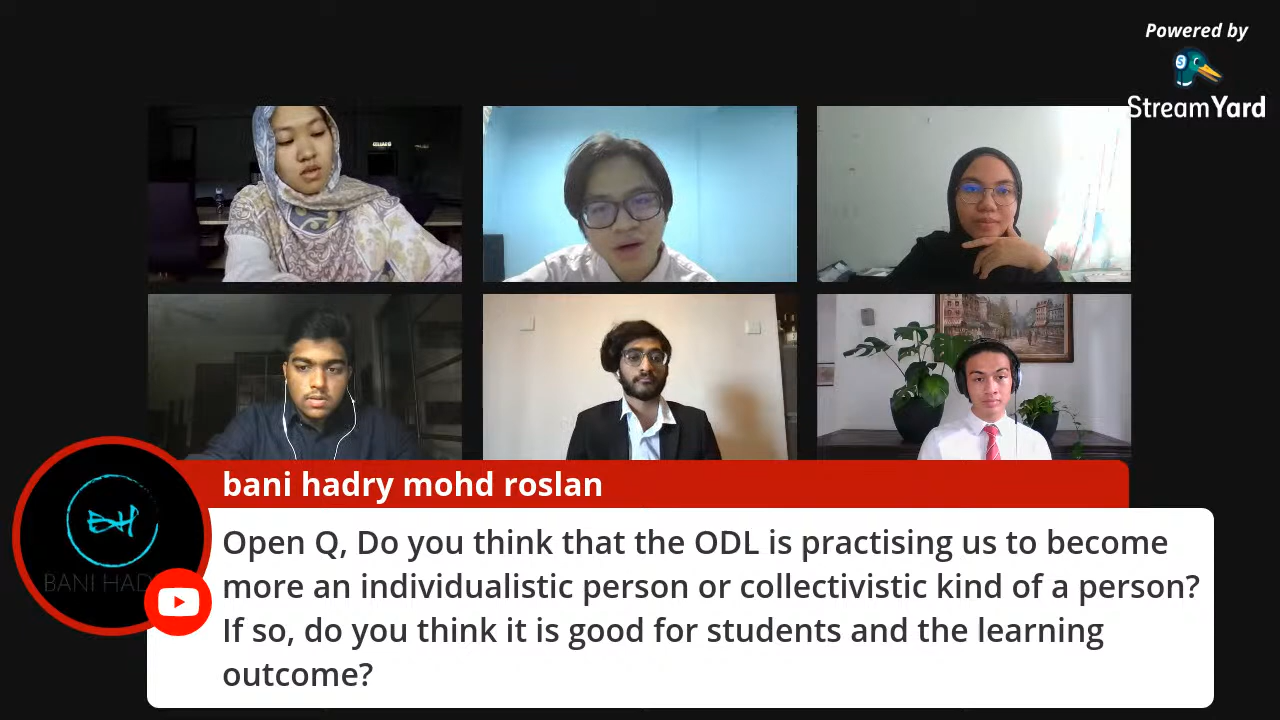 Powered by
StreamYard
bani hadry mohd roslan
Open Q, Do you think that the ODL is practising us to become
more an individualistic person or collectivistic kind of a person?
If so, do you think it is good for students and the learning
outcome?
BH
BANI HAD